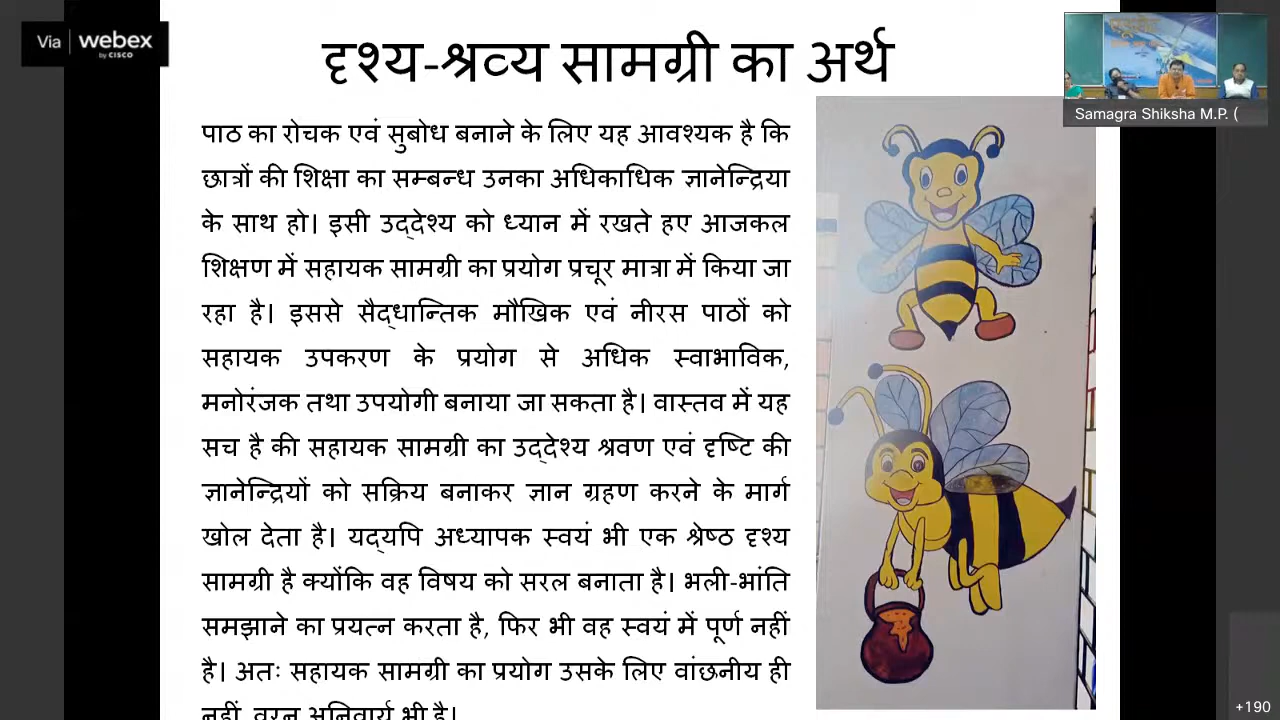 Via webex
by CISCO
दृश्य-श्रव्य सामग्री का अर्थ
Samagra Shiksha M.P. (
पाठ का रोचक एवं सुबोध बनाने के लिए यह आवश्यक है कि
छात्रों की शिक्षा का सम्बन्ध उनका अधिकाधिक ज्ञानेन्द्रिया
के साथ हो। इसी उद्देश्य को ध्यान में रखते हए आजकल
शिक्षण में सहायक सामग्री का प्रयोग प्रचूर मात्रा में किया जा
रहा है। इससे सैद्धान्तिक मौखिक एवं नीरस पाठों को
सहायक उपकरण के प्रयोग से अधिक स्वाभाविक,
मनोरंजक तथा उपयोगी बनाया जा सकता है। वास्तव में यह
सच है की सहायक सामग्री का उद्देश्य श्रवण एवं दृष्टि की
ज्ञानेन्द्रियों को सक्रिय बनाकर ज्ञान ग्रहण करने के मार्ग
खोल देता है। यद्यपि अध्यापक स्वयं भी एक श्रेष्ठ दृश्य
सामग्री है क्योंकि वह विषय को सरल बनाता है। भली-भांति
समझाने का प्रयत्न करता है, फिर भी वह स्वयं में पूर्ण नहीं
है। अतः सहायक सामग्री का प्रयोग उसके लिए वांछनीय ही
नहीं, वरन अनिवार्य भी है।
+190